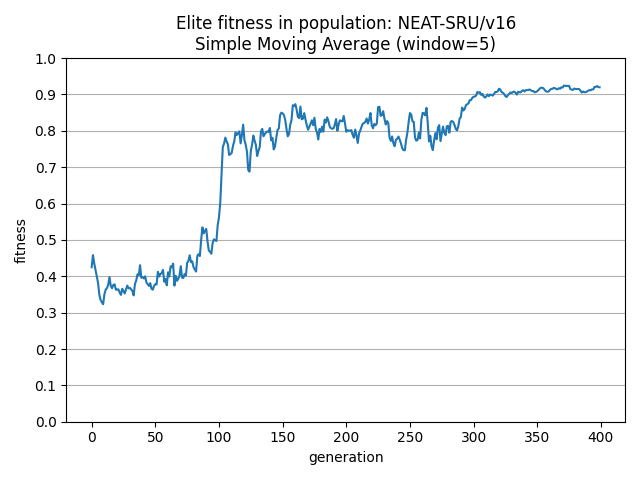 Elite fitness in population: NEAT-SRU/v16
Simple Moving Average (window=5)
1.0
0.9
0.8
0.7
0.6
0.5
0.4
0.3
0.2
0.1
0.0
fitness
0 50 100 150 200 250 300 350 400
generation